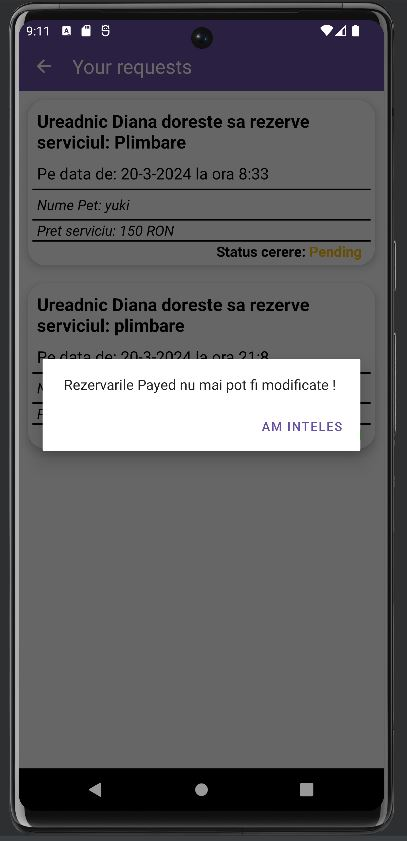 9:11
Your requests
Ureadnic Diana doreste sa rezerve
serviciul: Plimbare
Pe data de: 20-3-2024 la ora 8:33
Nume Pet: yuki
Pret serviciu: 150 RON
Status cerere: Pending
Ureadnic Diana doreste sa rezerve
serviciul: plimbare
Pe data de: 20-3-2024 la ora 21:8
Rezervarile Payed nu mai pot fi modificate !
AM INTELES